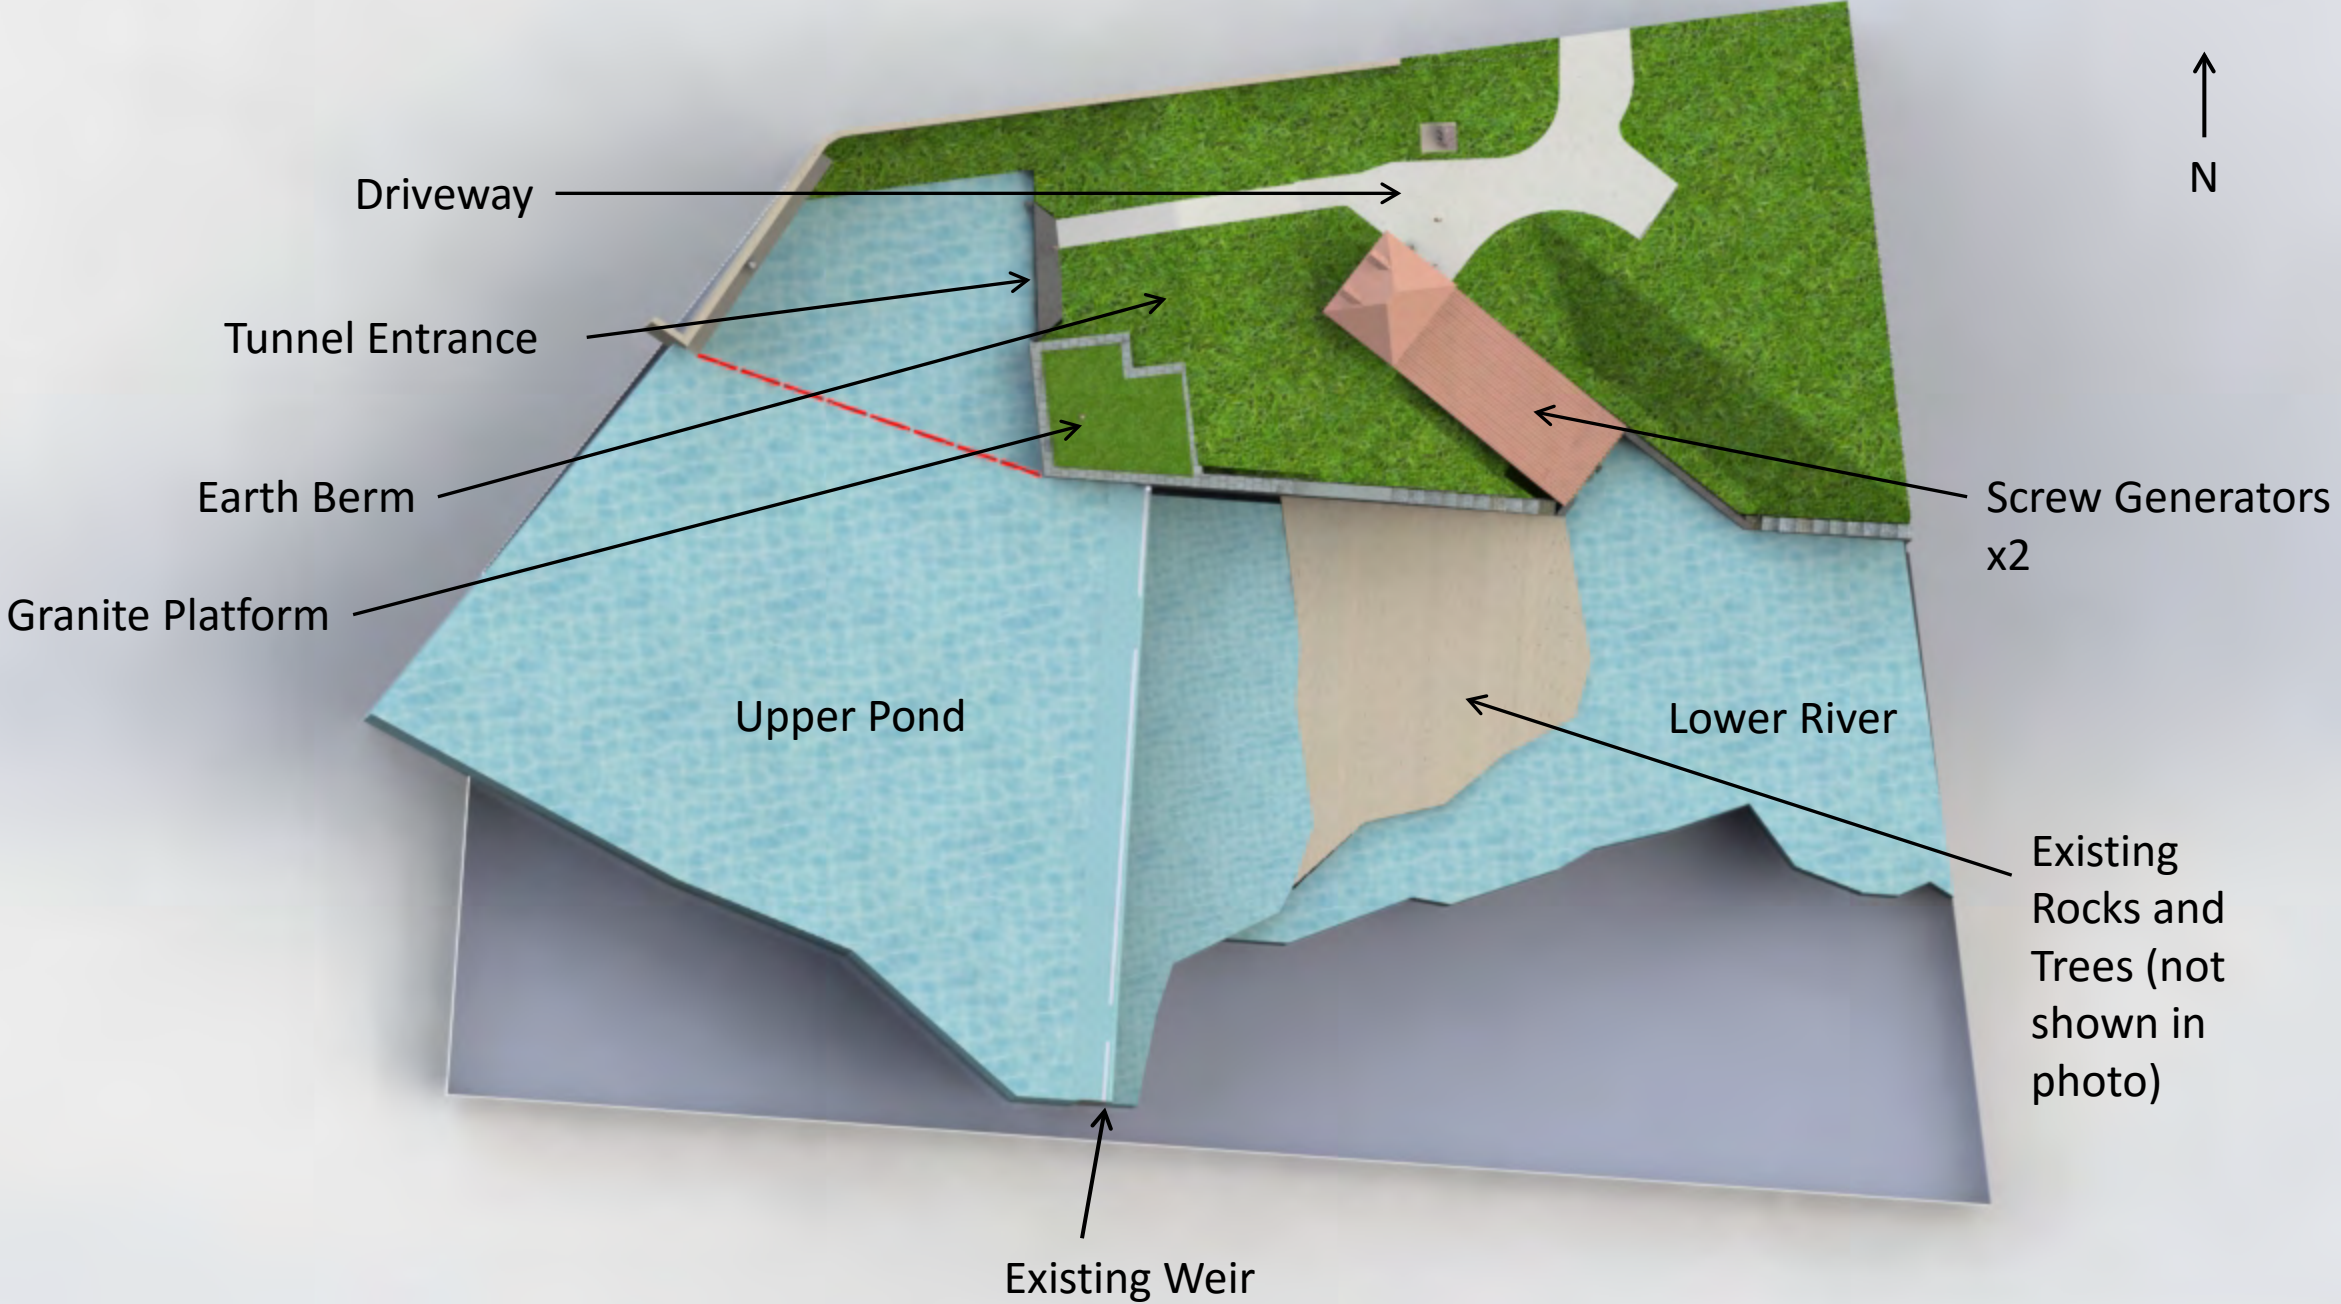 N
Driveway
Tunnel Entrance
Earth Berm
Granite Platform
Screw Generators
x2
Upper Pond
Lower River
Existing
Rocks and
Trees (not
shown in
photo)
Existing Weir